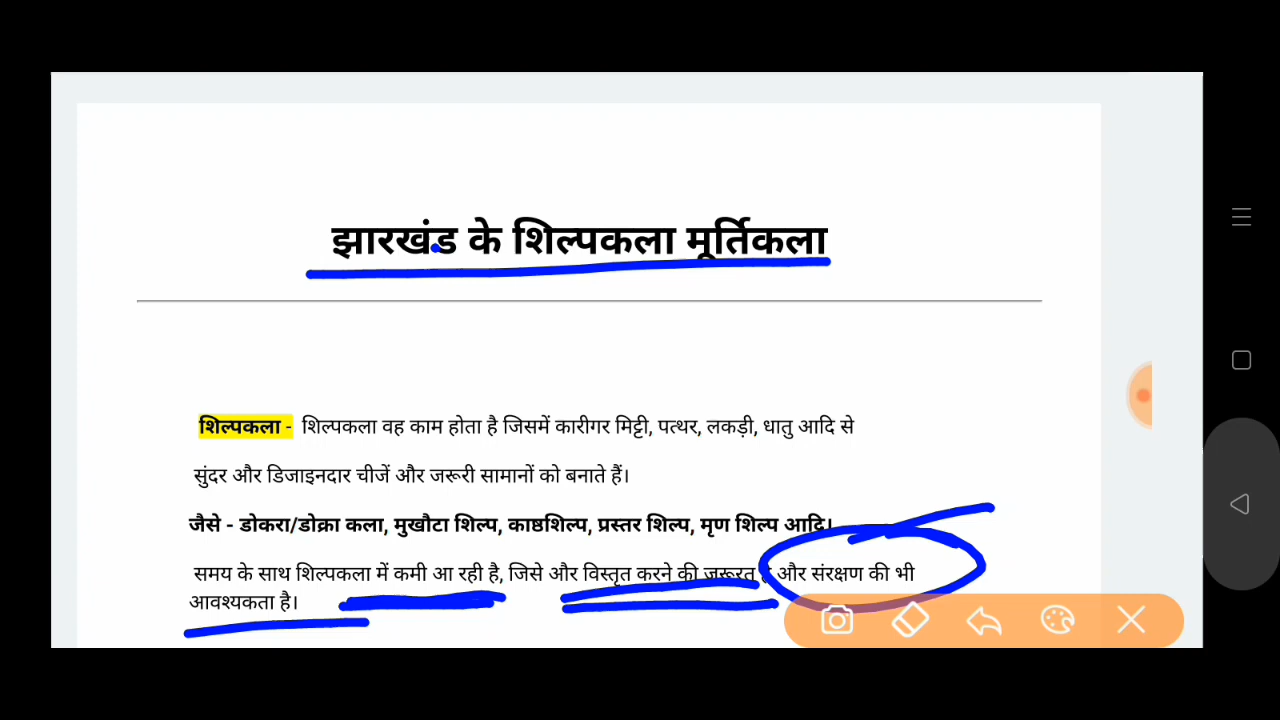 झारखंड के शिल्पकला मूर्तिकला
शिल्पकला - शिल्पकला वह काम होता है जिसमें कारीगर मिट्टी, पत्थर, लकड़ी, धातु आदि से
सुंदर और डिजाइनदार चीजें और जरूरी सामानों को बनाते हैं।
जैसे - डोकरा/डोक्रा कला, मुखौटा शिल्प, काष्ठशिल्प, प्रस्तर शिल्प, मृण शिल्प आदि।
समय के साथ शिल्पकला में कमी आ रही है, जिसे और विस्तृत करने की जरूरत है और संरक्षण की भी
आवश्यकता है।